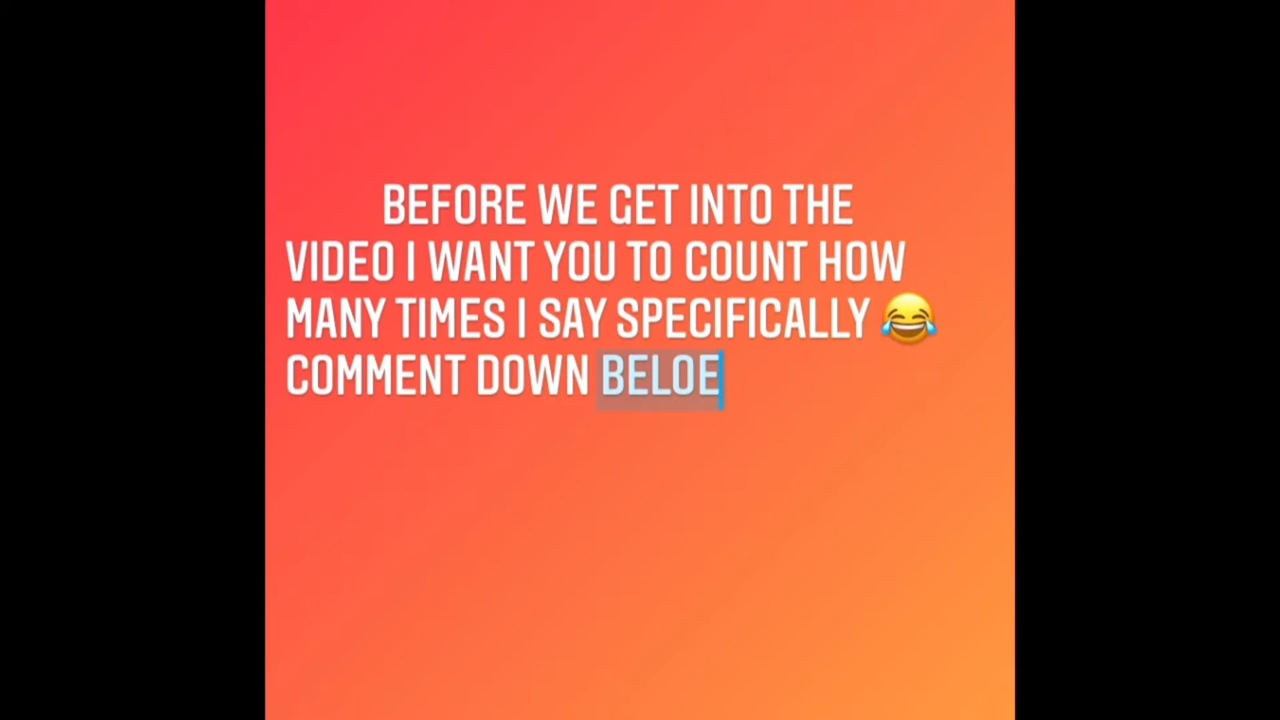 BEFORE WE GET INTO THE
VIDEO I WANT YOU TO COUNT HOW
MANY TIMES I SAY SPECIFICALLY 😂
COMMENT DOWN BELOE